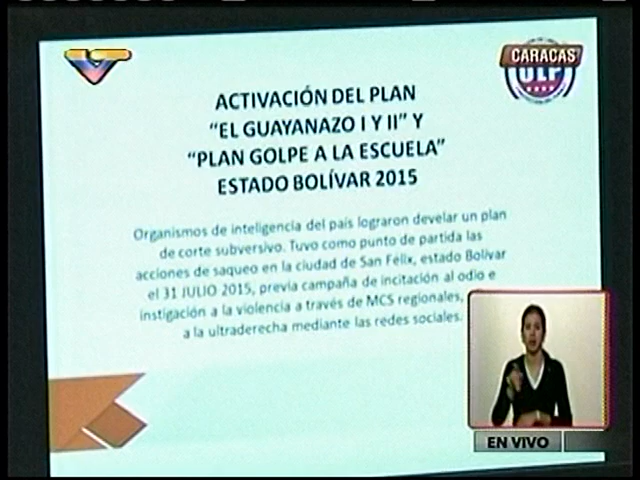 CARACAS
OLP
ACTIVACIÓN DEL PLAN
"EL GUAYANAZO I Y II" Y
"PLAN GOLPE A LA ESCUELA"
ESTADO BOLÍVAR 2015
Organismos de inteligencia del país lograron develar un plan
de corte subversivo. Tuvo como punto de partida las
acciones de saqueo en la ciudad de San Félix, estado Bolívar
el 31 JULIO 2015, previa campaña de incitación al odio e
instigación a la violencia a través de MCS regionales,
a la ultraderecha mediante las redes sociales.
EN VIVO